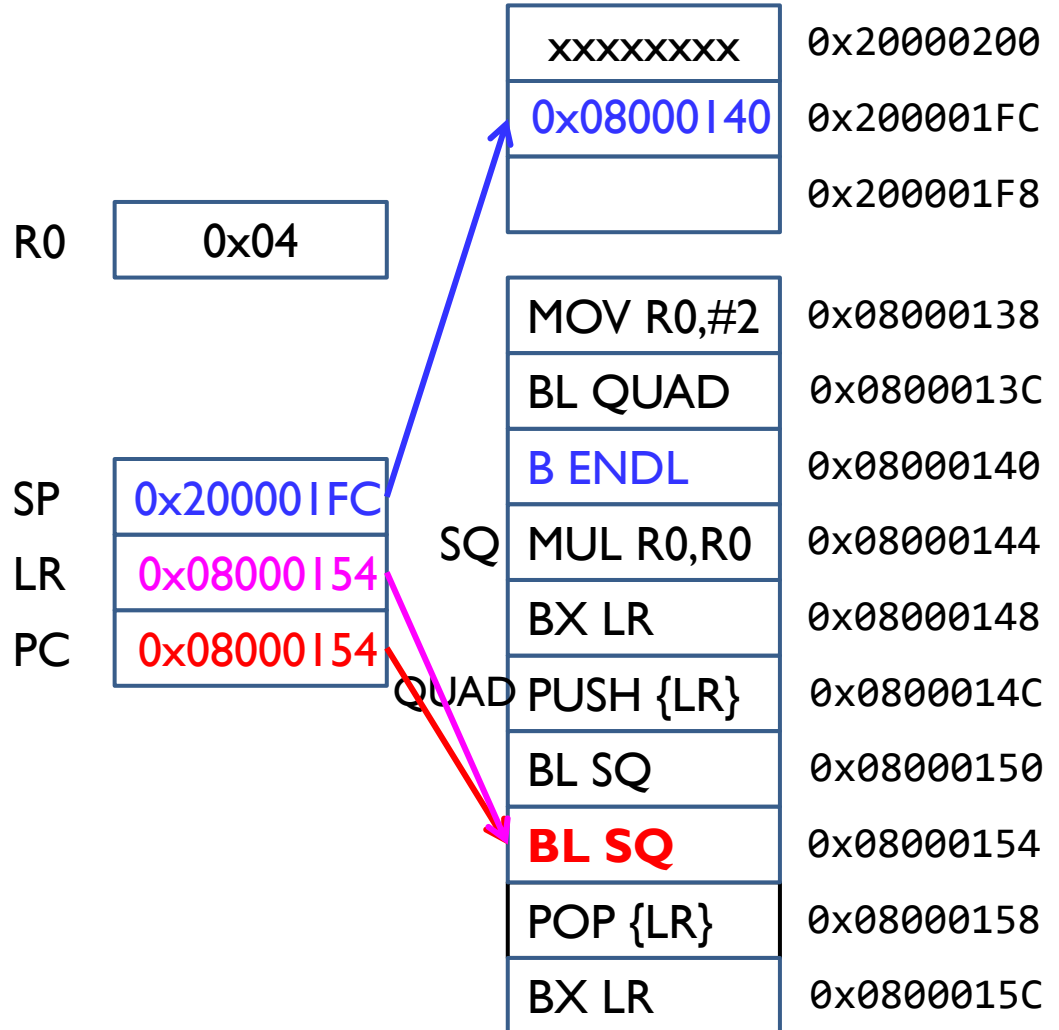 xxxxxxxx 0x20000200
0x08000140 0x200001FC
0x200001F8
R0 0x04
MOV R0,#2 0x08000138
BL QUAD 0x0800013C
B ENDL 0x08000140
SP 0x200001FC
SQ MUL R0,R0 0x08000144
LR 0x08000154
BX LR 0x08000148
PC 0x08000154
QUAD PUSH {LR} 0x0800014C
BL SQ 0x08000150
BL SQ 0x08000154
POP {LR} 0x08000158
BX LR 0x0800015C